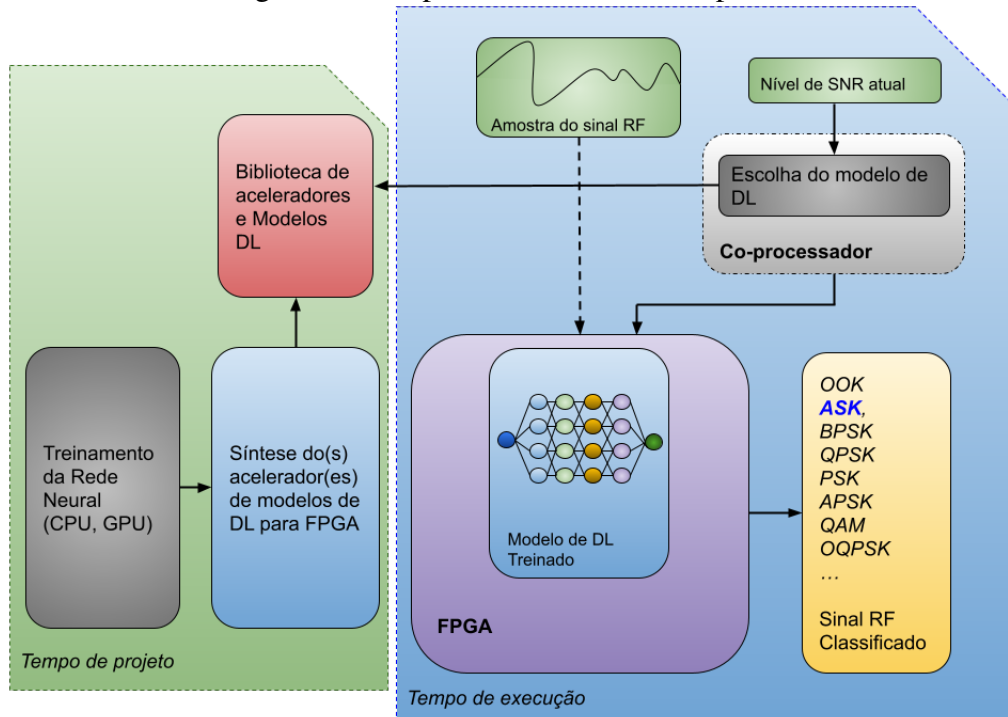 Amostra do sinal RF
Nível de SNR atual
Biblioteca de
aceleradores
e Modelos
DL
Escolha do modelo de
DL
Co-processador
Treinamento
da Rede
Neural
(CPU, GPU)
Síntese do(s)
acelerador(es)
de modelos de
DL para FPGA
Modelo de DL
Treinado
FPGA
OOK
ASK,
BPSK
QPSK
PSK
APSK
QAM
OQPSK
...
Sinal RF
Classificado
Tempo de projeto
Tempo de execução